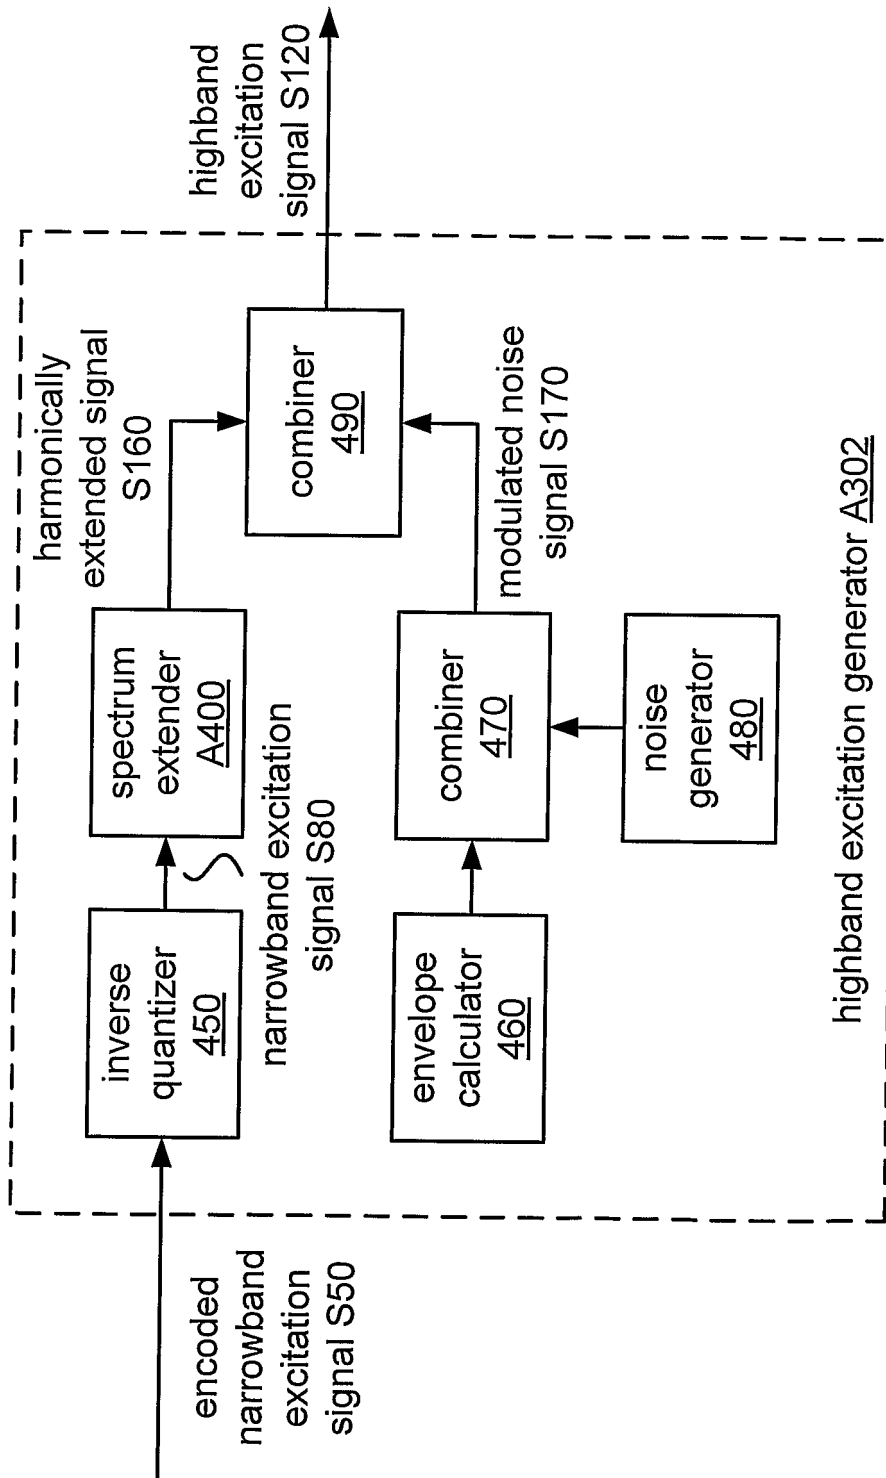 encoded
narrowband
excitation
signal S50
inverse
quantizer
450
narrowband excitation
signal S80
spectrum
extender
A400
harmonically
extended signal
S160
envelope
calculator
460
combiner
470
noise
generator
480
modulated noise
signal S170
combiner
490
highband
excitation
signal S120
highband excitation generator A302